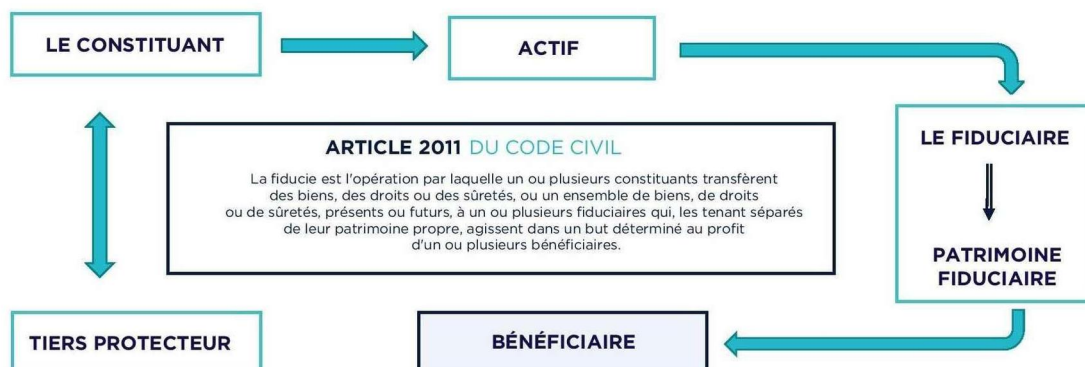 LE CONSTITUANT
ACTIF
LE FIDUCIAIRE
PATRIMOINE
FIDUCIAIRE
ARTICLE 2011 DU CODE CIVIL
La fiducie est l'opération par laquelle un ou plusieurs constituants transfèrent
des biens, des droits ou des sûretés, ou un ensemble de biens, de droits
ou de sûretés, présents ou futurs, à un ou plusieurs fiduciaires qui, les tenant séparés
de leur patrimoine propre, agissent dans un but déterminé au profit
d'un ou plusieurs bénéficiaires.
TIERS PROTECTEUR
BÉNÉFICIAIRE